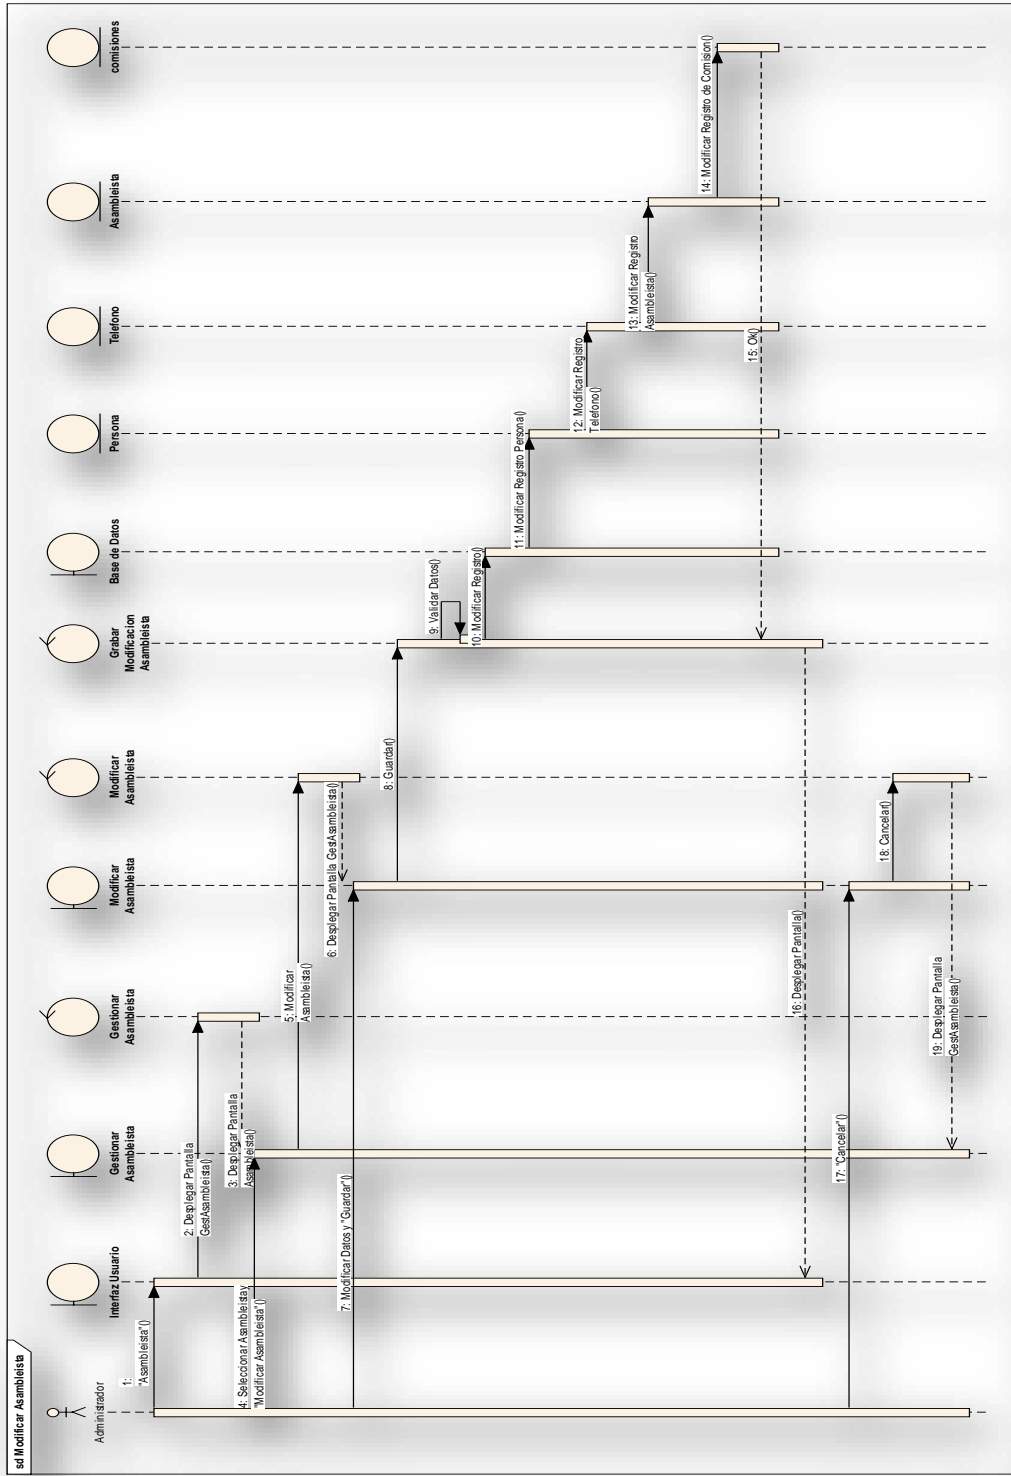 sd Modificar Asambleista
Administrador
Interfaz Usuario
Gestionar
Asambleista
Gestionar
Asambleista
Modificar
Asambleista
Modificar
Asambleista
Grabar
Modificacion
Asambleista
Base de Datos
Persona
Telefono
Asambleista
comisiones
1:
"Asambleista"()
2: Desplegar Pantalla
GestAsambleista()
3: Desplegar Pantalla
Asambleista()
4: Seleccionar Asambleista y
"Modificar Asambleista"()
5: Modificar
Asambleista()
6: Desplegar Pantalla GestAsambleista()
7: Modificar Datos y "Guardar"()
8: Guardar()
9: Validar Datos()
10: Modificar Registro()
11: Modificar Registro Persona()
12: Modificar Registro
Telefono()
13: Modificar Registro
Asambleista()
14: Modificar Registro de Comision()
15: Ok()
16: Desplegar Pantalla()
17: "Cancelar"()
18: Cancelar()
19: Desplegar Pantalla
GestAsambleista()